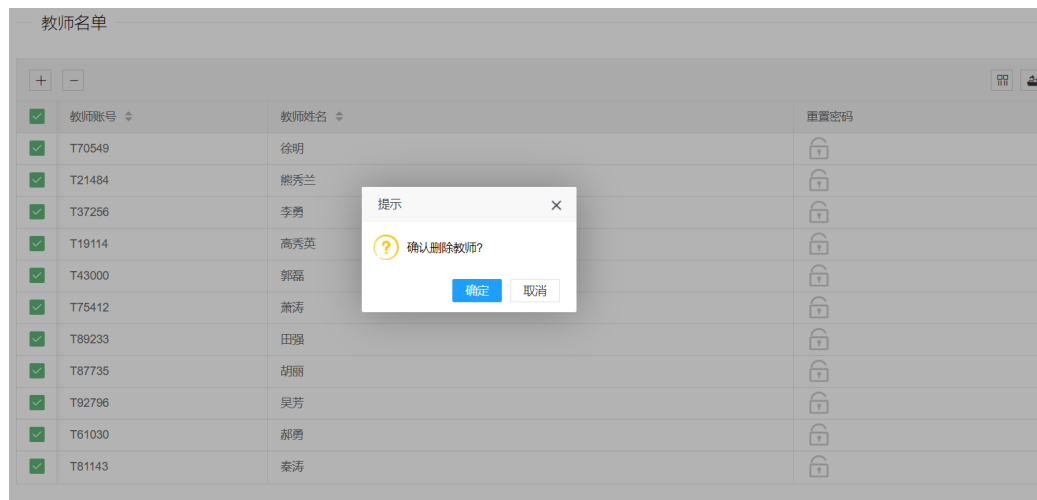 教师名单
教师账号 教师姓名 重置密码
T70549 徐明
T21484 熊秀兰
T37256 李勇
T19114 高秀英
T43000 郭磊
T75412 萧涛
T89233 田强
T87735 胡丽
T92796 吴芳
T61030 郝勇
T81143 秦涛
提示
确认删除教师?
确定 取消